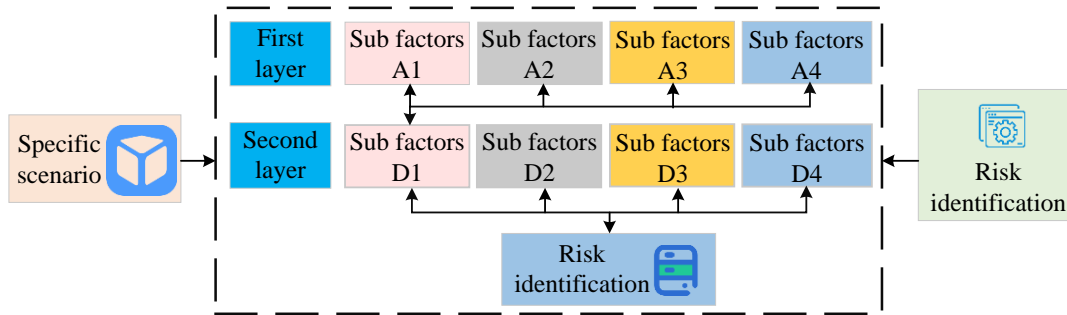 First
layer
Sub factors
A1
Sub factors
A2
Sub factors
A3
Sub factors
A4
Specific
scenario
Second
layer
Sub factors
D1
Sub factors
D2
Sub factors
D3
Sub factors
D4
Risk
identification
Risk
identification